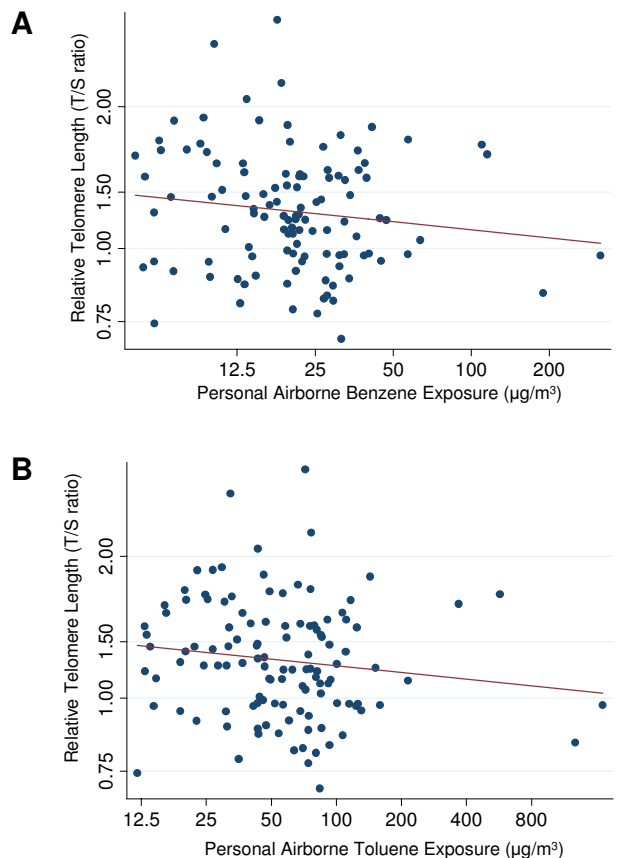 A
Relative Telomere Length (T/S ratio)
2.00
1.50
1.00
0.75
12.5 25 50 100 200
Personal Airborne Benzene Exposure (µg/m³)
B
Relative Telomere Length (T/S ratio)
2.00
1.50
1.00
0.75
12.5 25 50 100 200 400 800
Personal Airborne Toluene Exposure (µg/m³)